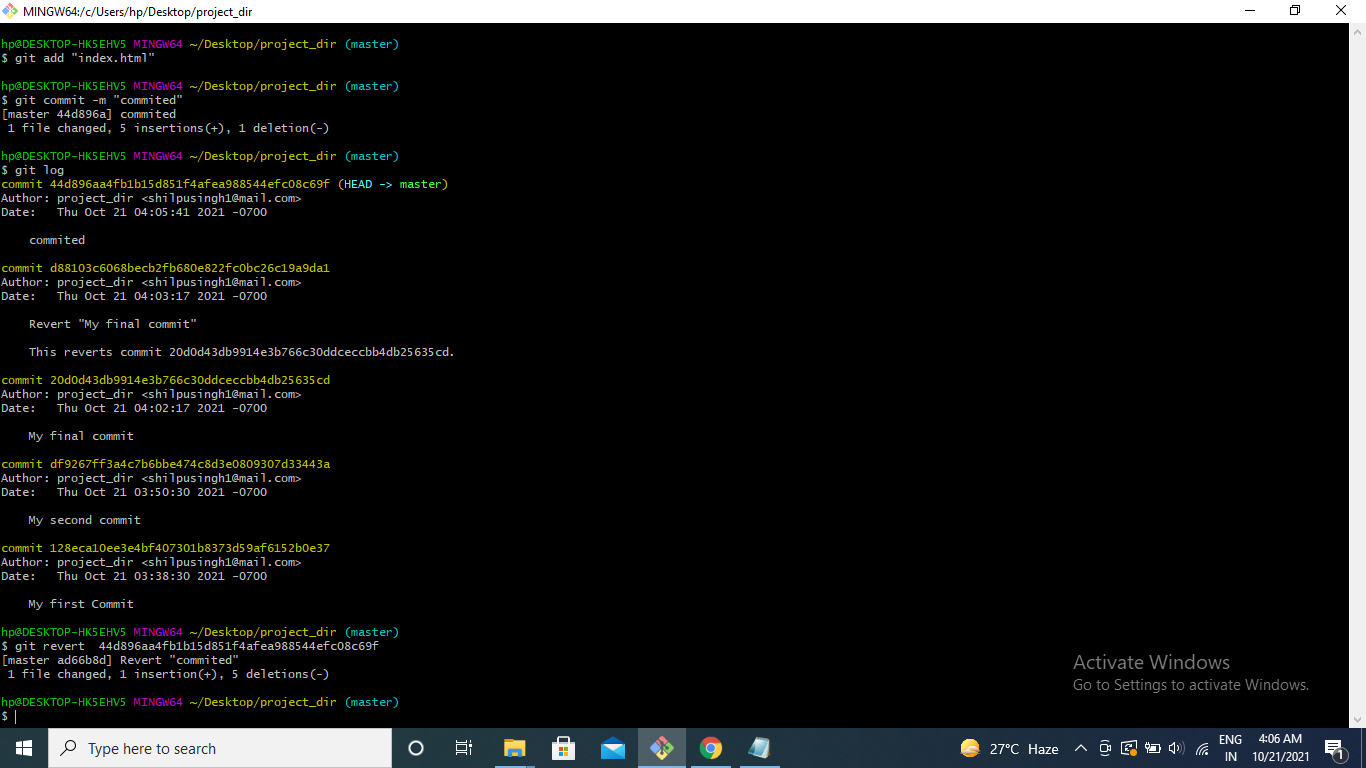 MINGW64:/c/Users/hp/Desktop/project_dir
hp@DESKTOP-HK5EHV5 MINGW64 ~/Desktop/project_dir (master)
$ git add "index.html"
hp@DESKTOP-HK5EHV5 MINGW64 ~/Desktop/project_dir (master)
$ git commit -m "commited"
[master 44d896a] commited
 1 file changed, 5 insertions(+), 1 deletion(-)
hp@DESKTOP-HK5EHV5 MINGW64 ~/Desktop/project_dir (master)
$ git log
commit 44d896aa4fb1b15d851f4afea988544efc08c69f (HEAD -> master)
Author: project_dir <shilpusingh1@mail.com>
Date:   Thu Oct 21 04:05:41 2021 -0700
    commited
commit d88103c6068becb2fb680e822fc0bc26c19a9da1
Author: project_dir <shilpusingh1@mail.com>
Date:   Thu Oct 21 04:03:17 2021 -0700
    Revert "My final commit"
    This reverts commit 20d0d43db9914e3b766c30ddceccbb4db25635cd.
commit 20d0d43db9914e3b766c30ddceccbb4db25635cd
Author: project_dir <shilpusingh1@mail.com>
Date:   Thu Oct 21 04:02:17 2021 -0700
    My final commit
commit df9267ff3a4c7b6bbe474c8d3e0809307d33443a
Author: project_dir <shilpusingh1@mail.com>
Date:   Thu Oct 21 03:50:30 2021 -0700
    My second commit
commit 128eca10ee3e4bf407301b8373d59af6152b0e37
Author: project_dir <shilpusingh1@mail.com>
Date:   Thu Oct 21 03:38:30 2021 -0700
    My first Commit
hp@DESKTOP-HK5EHV5 MINGW64 ~/Desktop/project_dir (master)
$ git revert  44d896aa4fb1b15d851f4afea988544efc08c69f
[master ad66b8d] Revert "commited"
 1 file changed, 1 insertion(+), 5 deletions(-)
hp@DESKTOP-HK5EHV5 MINGW64 ~/Desktop/project_dir (master)
$
Activate Windows
Go to Settings to activate Windows.
Type here to search
27°C Haze
ENG
IN
4:06 AM
10/21/2021
1